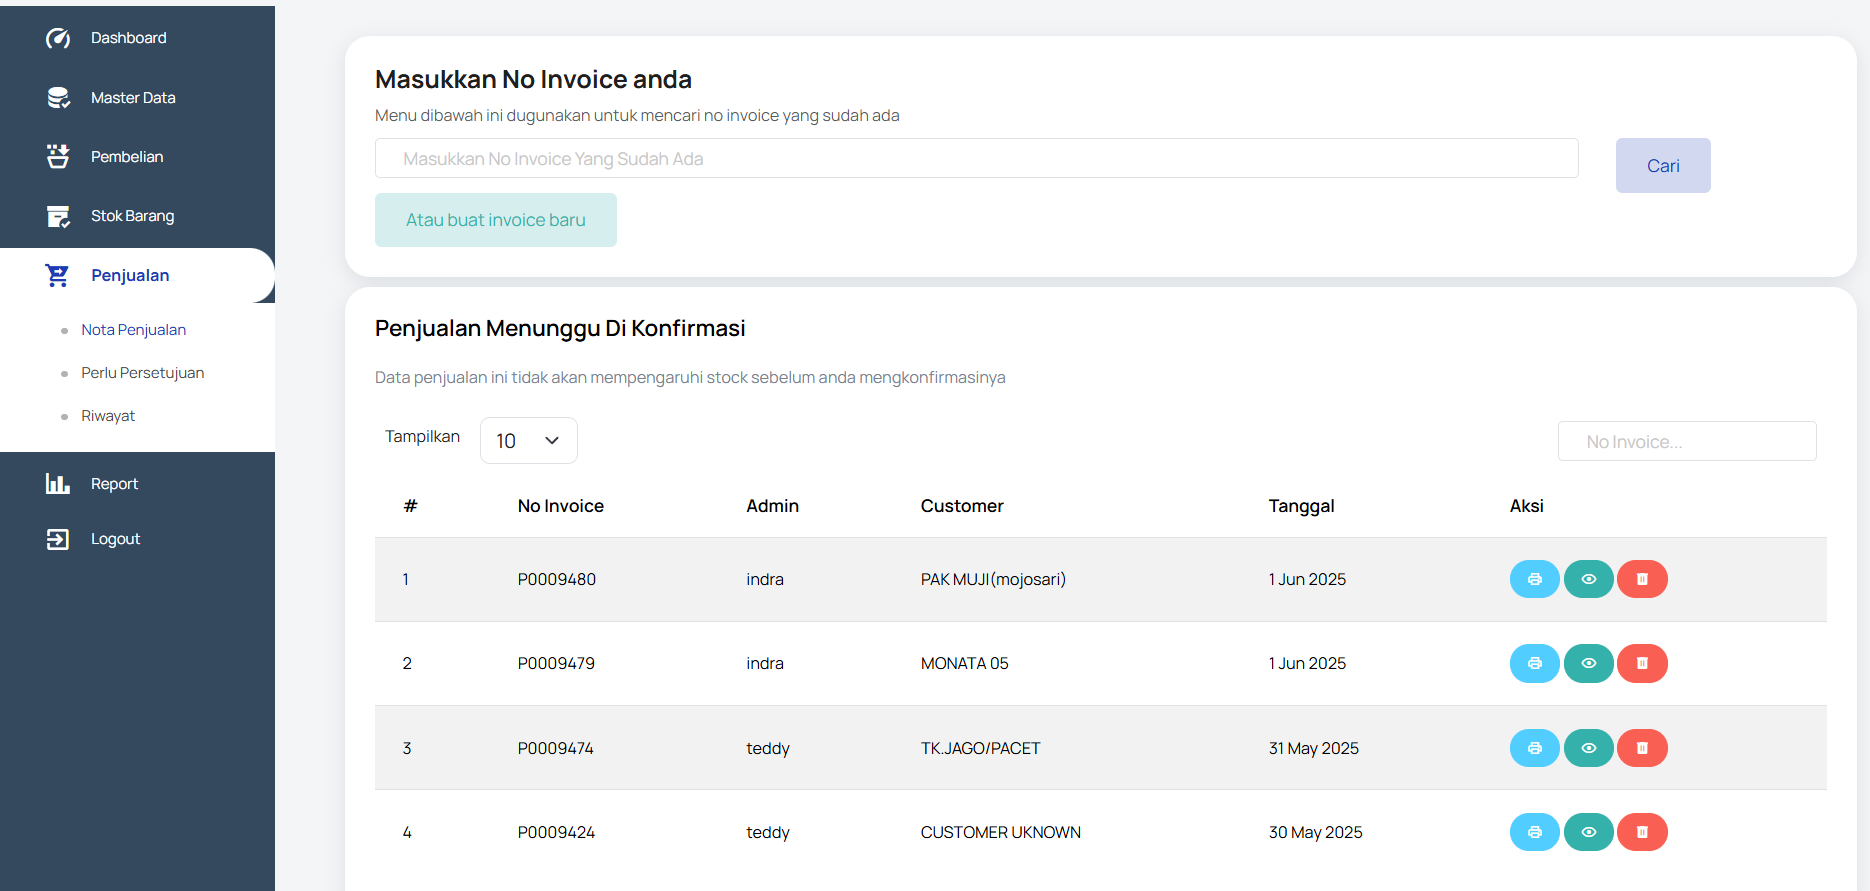 Dashboard
Master Data
Pembelian
Stok Barang
Penjualan
Nota Penjualan
Perlu Persetujuan
Riwayat
Report
Logout
Masukkan No Invoice anda
Menu dibawah ini dugunakan untuk mencari no invoice yang sudah ada
Masukkan No Invoice Yang Sudah Ada
Cari
Atau buat invoice baru
Penjualan Menunggu Di Konfirmasi
Data penjualan ini tidak akan mempengaruhi stock sebelum anda mengkonfirmasinya
Tampilkan 10 No Invoice...
# No Invoice Admin Customer Tanggal Aksi
1 P0009480 indra PAK MUJI(mojosari) 1 Jun 2025
2 P0009479 indra MONATA 05 1 Jun 2025
3 P0009474 teddy TK.JAGO/PACET 31 May 2025
4 P0009424 teddy CUSTOMER UKNOWN 30 May 2025